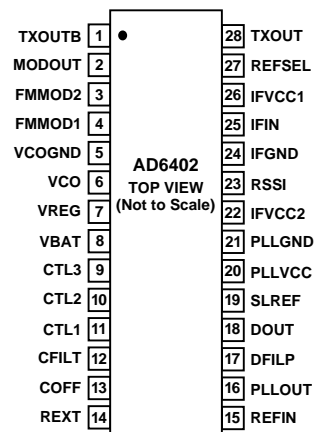 TXOUTB 1 28 TXOUT
MODOUT 2 27 REFSEL
FMMOD2 3 26 IFVCC1
FMMOD1 4 25 IFIN
VCOGND 5 24 IFGND
AD6402
VCO 6 23 RSSI
TOP VIEW
(Not to Scale)
VREG 7 22 IFVCC2
VBAT 8 21 PLLGND
CTL3 9 20 PLLVCC
CTL2 10 19 SLREF
CTL1 11 18 DOUT
CFILT 12 17 DFILP
COFF 13 16 PLLOUT
REXT 14 15 REFIN